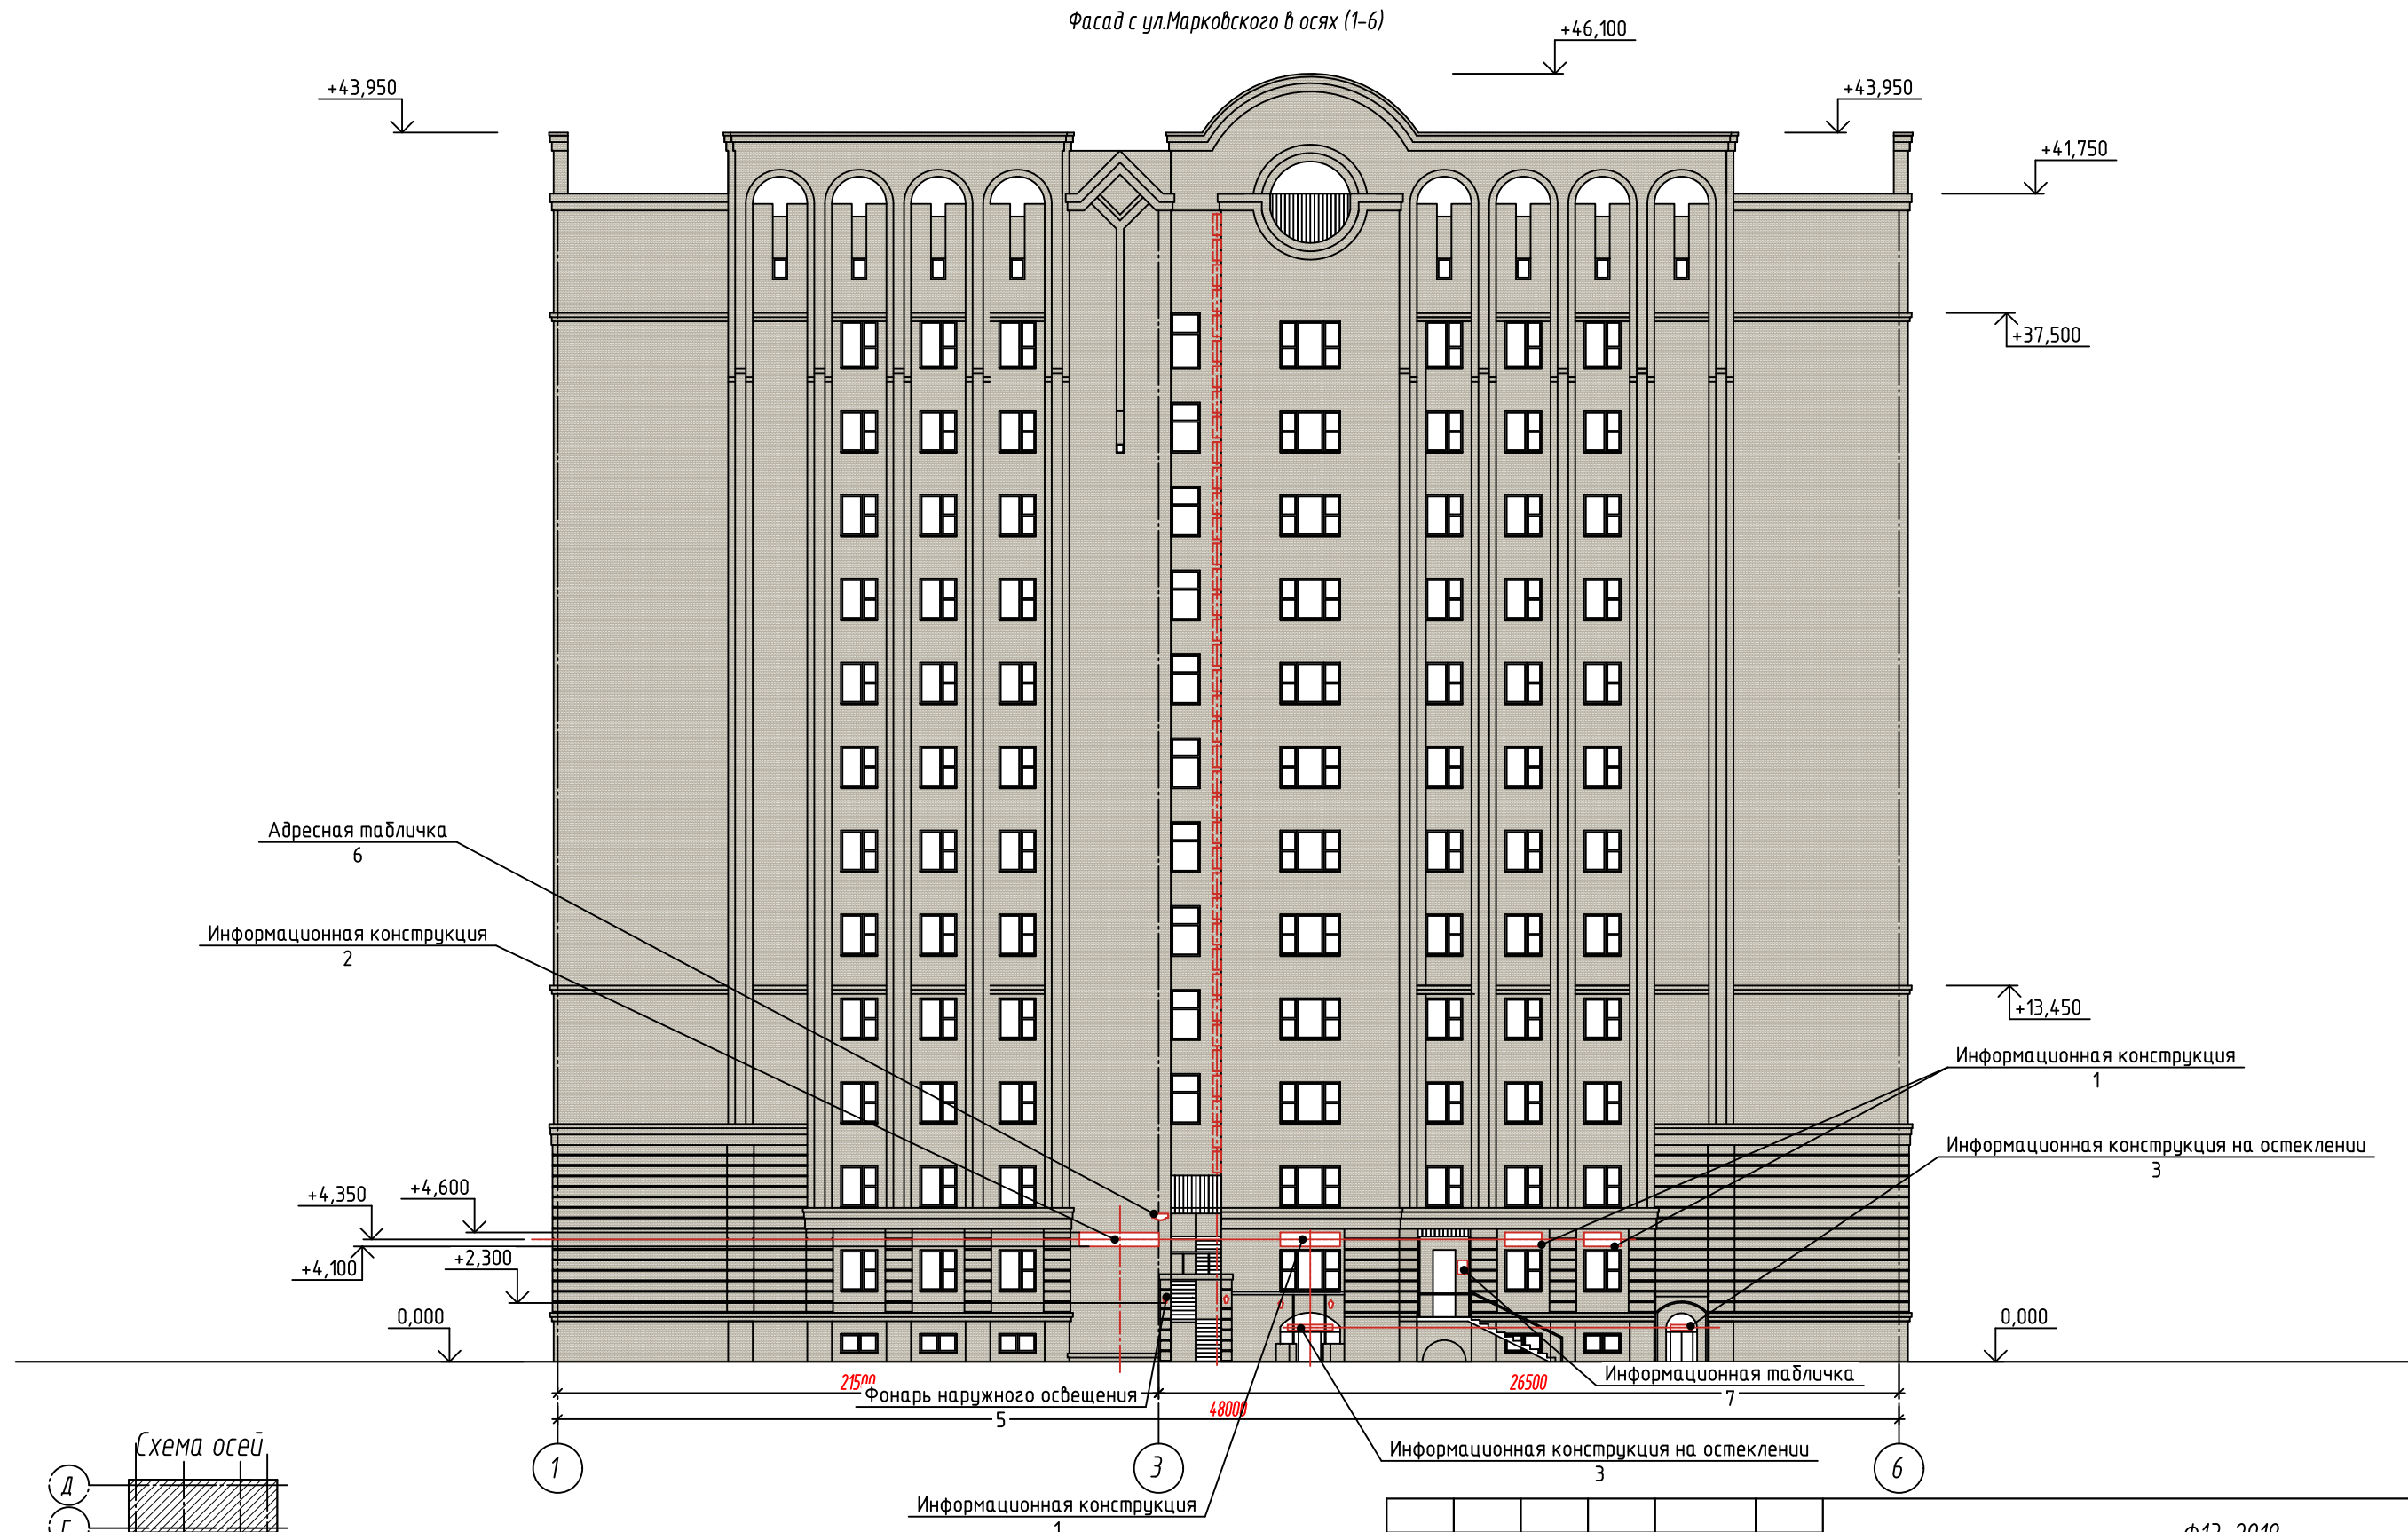 Фасад с ул.Марковского в осях (1-6)
+46,100
+43,950
+43,950
+41,750
+37,500
Адресная табличка
6
Информационная конструкция
2
+13,450
Информационная конструкция
1
Информационная конструкция на остеклении
3
+4,600
+4,350
+2,300
+4,100
0,000
0,000
21500
26500
Информационная табличка
7
Фонарь наружного освещения
5
48000
Схема осей
1
3
6
Информационная конструкция на остеклении
3
Д
Информационная конструкция
1
Г